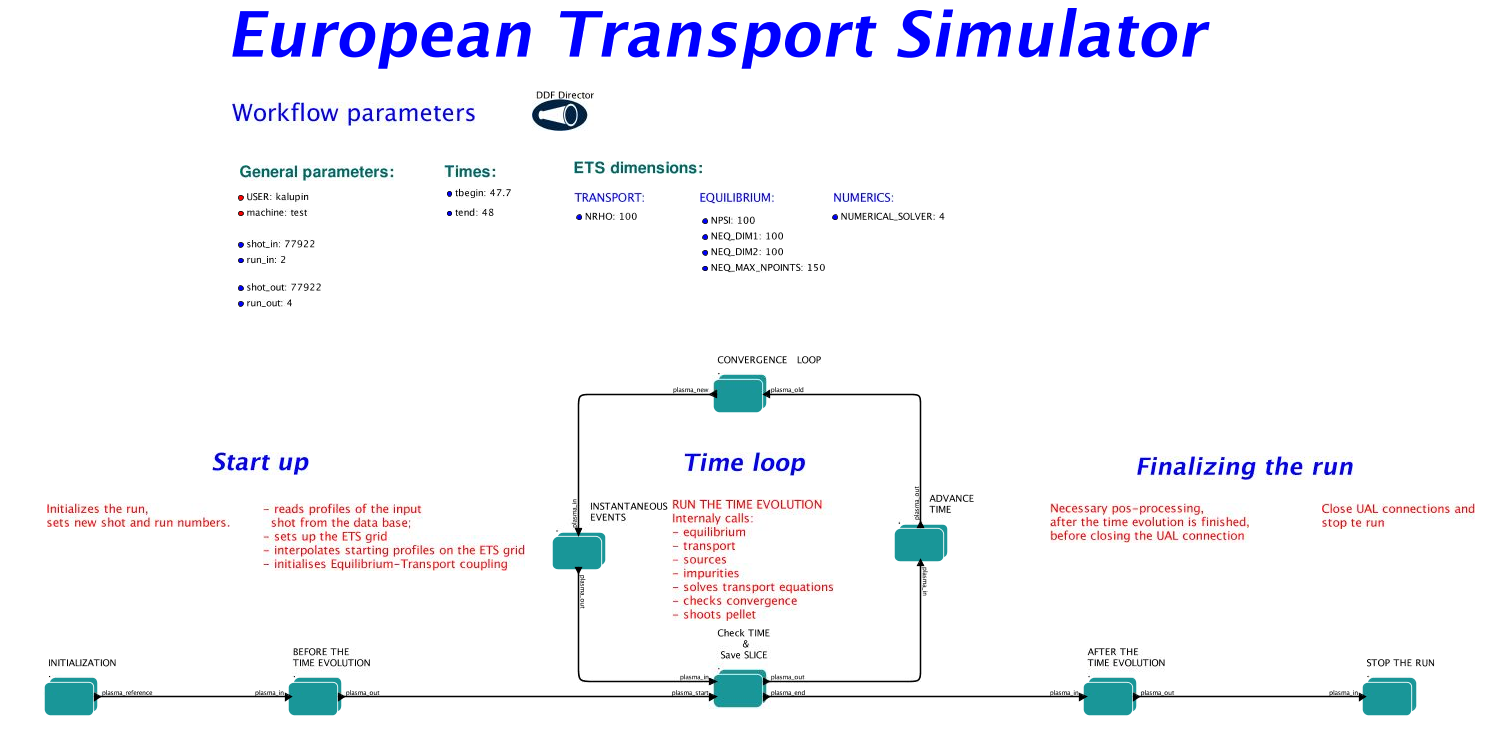 European Transport Simulator
DDF Director
Workflow parameters
General parameters:
USER: kalupin
machine: test
shot_in: 77922
run_in: 2
shot_out: 77922
run_out: 4
Times:
tbegin: 47.7
tend: 48
ETS dimensions:
TRANSPORT:
NRHO: 100
EQUILIBRIUM:
NPSI: 100
NEQ_DIM1: 100
NEQ_DIM2: 100
NEQ_MAX_NPOINTS: 150
NUMERICS:
NUMERICAL_SOLVER: 4
CONVERGENCE LOOP
plasma_new
plasma_old
Start up
Initializes the run,
sets new shot and run numbers.
- reads profiles of the input
shot from the data base;
- sets up the ETS grid
- interpolates starting profiles on the ETS grid
- initialises Equilibrium-Transport coupling
Time loop
plasma_in
INSTANTANEOUS
EVENTS
plasma_out
RUN THE TIME EVOLUTION
Internaly calls:
- equilibrium
- transport
- sources
- impurities
- solves transport equations
- checks convergence
- shoots pellet
plasma_out
ADVANCE
TIME
plasma_in
Finalizing the run
Necessary pos-processing,
after the time evolution is finished,
before closing the UAL connection
Close UAL connections and
stop te run
INITIALIZATION
plasma_reference
BEFORE THE
TIME EVOLUTION
plasma_in
plasma_out
Check TIME
&
Save SLICE
plasma_in
plasma_out
plasma_start
plasma_end
AFTER THE
TIME EVOLUTION
plasma_in
plasma_out
STOP THE RUN
plasma_in